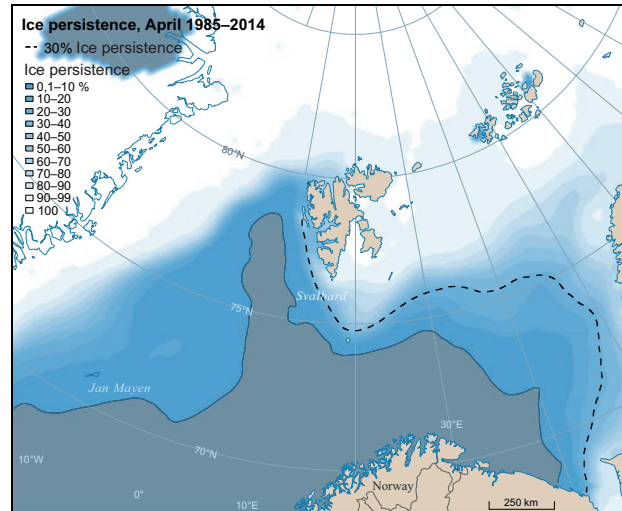 Ice persistence, April 1985–2014
30% Ice persistence
Ice persistence
0,1–10 %
10–20
20–30
30–40
40–50
50–60
60–70
70–80
80–90
90–99
100
80°N
Svalbard
75°N
Jan Mayen
30°E
70°N
10°W
Norway
0°
10°E
250 km